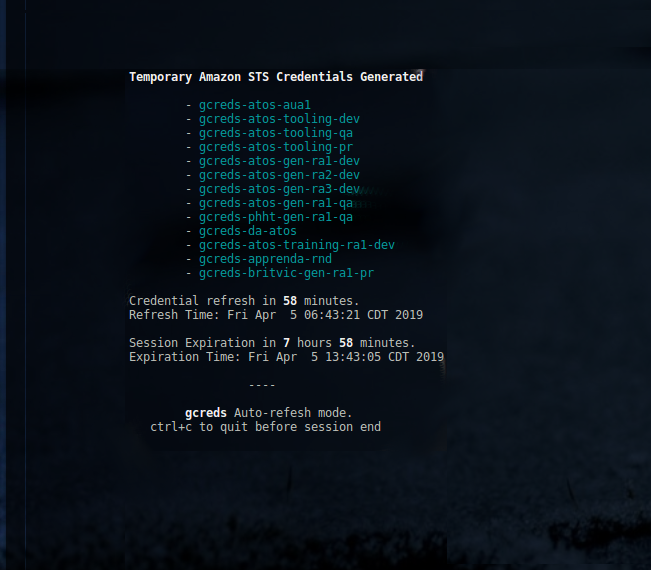 Temporary Amazon STS Credentials Generated
- gcreds-atos-aua1
- gcreds-atos-tooling-dev
- gcreds-atos-tooling-qa
- gcreds-atos-tooling-pr
- gcreds-atos-gen-ra1-dev
- gcreds-atos-gen-ra2-dev
- gcreds-atos-gen-ra3-dev
- gcreds-atos-gen-ra1-qa
- gcreds-phht-gen-ra1-qa
- gcreds-da-atos
- gcreds-atos-training-ra1-dev
- gcreds-apprenda-rnd
- gcreds-britvic-gen-ra1-pr
Credential refresh in 58 minutes.
Refresh Time: Fri Apr  5 06:43:21 CDT 2019
Session Expiration in 7 hours 58 minutes.
Expiration Time: Fri Apr  5 13:43:05 CDT 2019
----
gcreds Auto-refesh mode.
ctrl+c to quit before session end